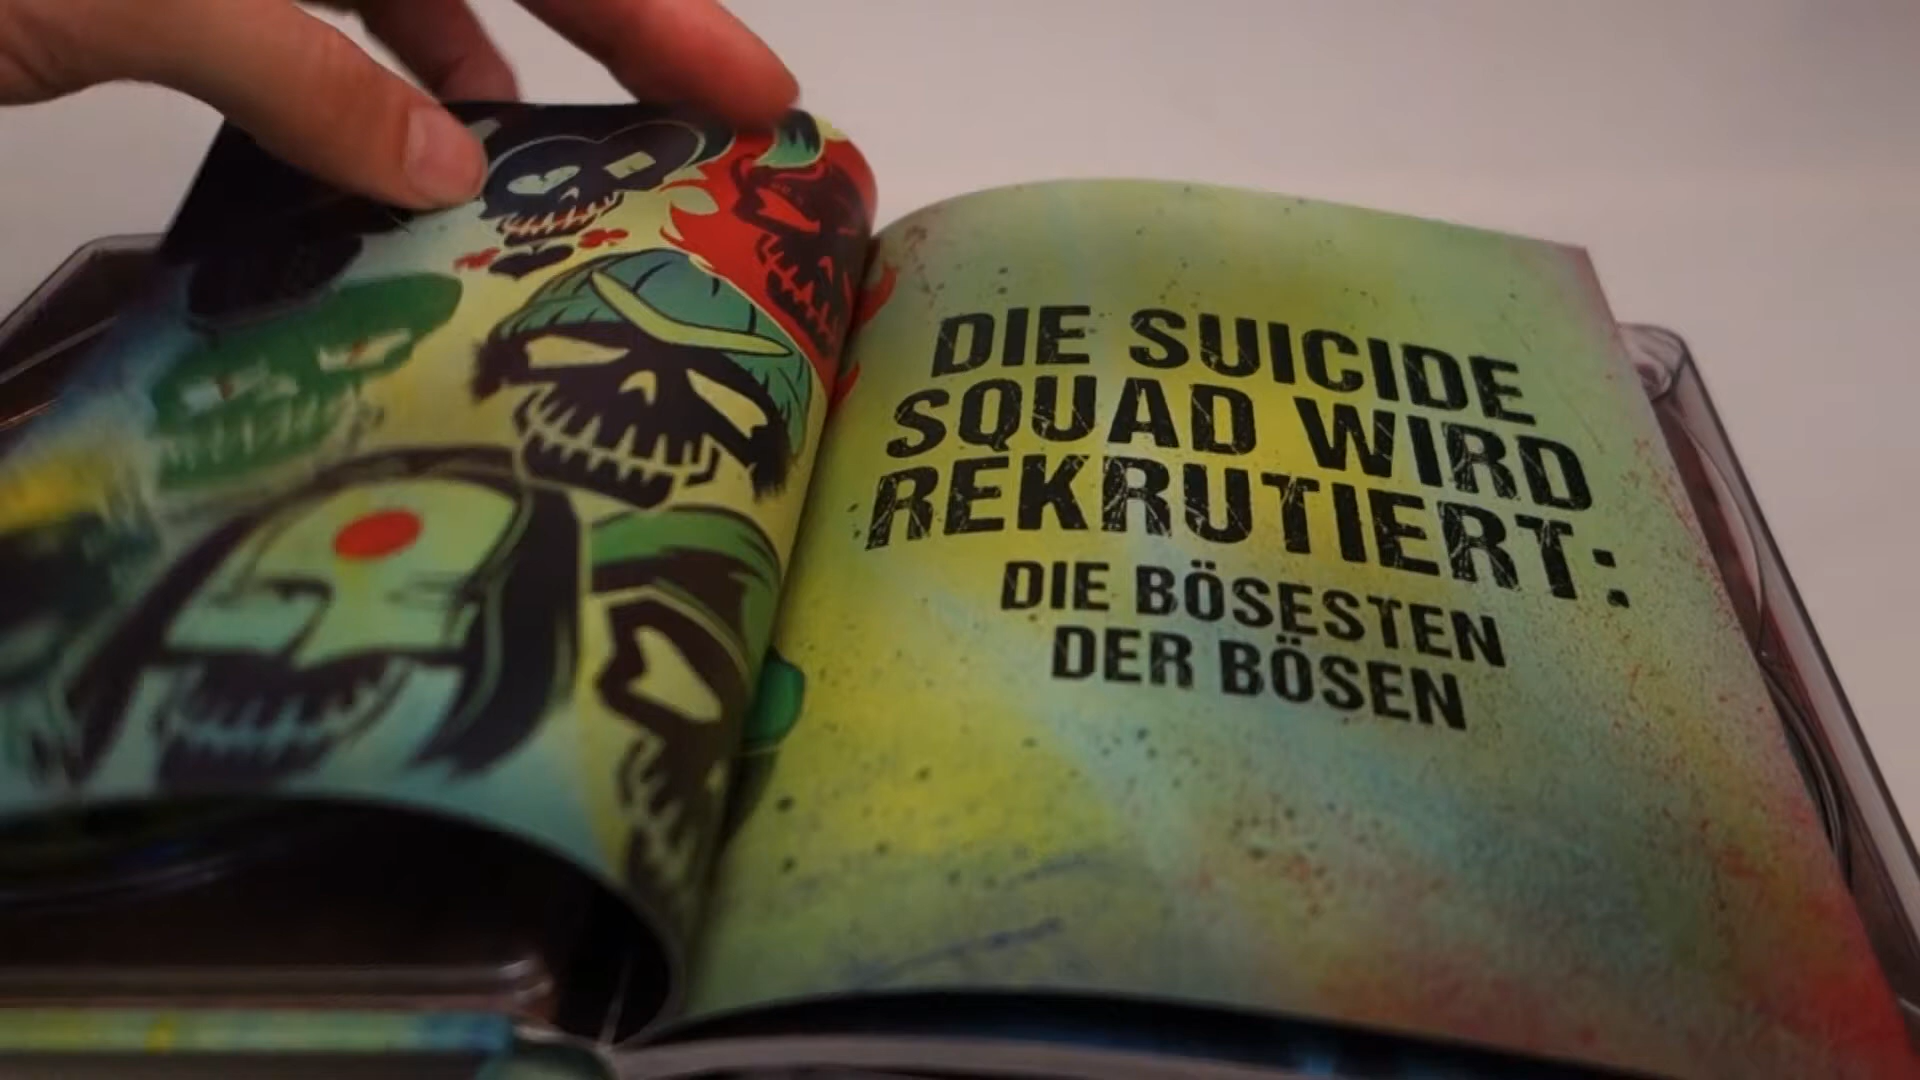 DIE SUICIDE
SQUAD WIRD
REKRUTIERT:
DIE BÖSESTEN
DER BÖSEN